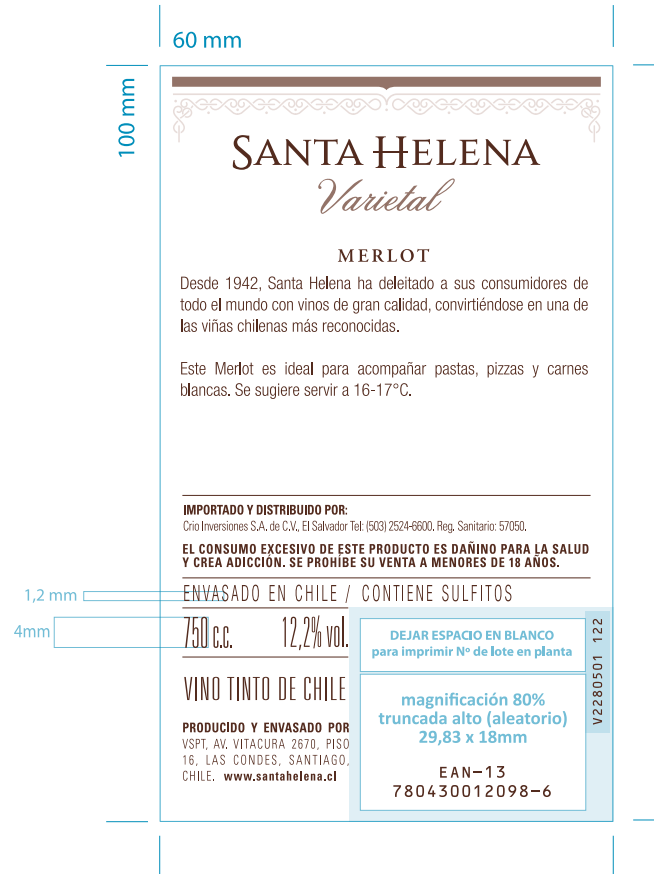 60 mm
100 mm
SANTA HELENA
Varietal
MERLOT
Desde 1942, Santa Helena ha deleitado a sus consumidores de
todo el mundo con vinos de gran calidad, convirtiéndose en una de
las viñas chilenas más reconocidas.
Este Merlot es ideal para acompañar pastas, pizzas y carnes
blancas. Se sugiere servir a 16-17°C.
IMPORTADO Y DISTRIBUIDO POR:
Crio Inversiones S.A. de C.V., El Salvador Tel: (503) 2524-6600. Reg. Sanitario: 57050.
EL CONSUMO EXCESIVO DE ESTE PRODUCTO ES DAÑINO PARA LA SALUD
Y CREA ADICCIÓN. SE PROHÍBE SU VENTA A MENORES DE 18 AÑOS.
1,2 mm
ENVASADO EN CHILE / CONTIENE SULFITOS
4mm
750 c.c. 12,2% vol.
VINO TINTO DE CHILE
PRODUCIDO Y ENVASADO POR
VSPT, AV. VITACURA 2670, PISO
16, LAS CONDES, SANTIAGO,
CHILE. www.santahelena.cl
DEJAR ESPACIO EN BLANCO
para imprimir Nº de lote en planta
V2280501 122
magnificación 80%
truncada alto (aleatorio)
29,83 x 18mm
EAN-13
780430012098-6